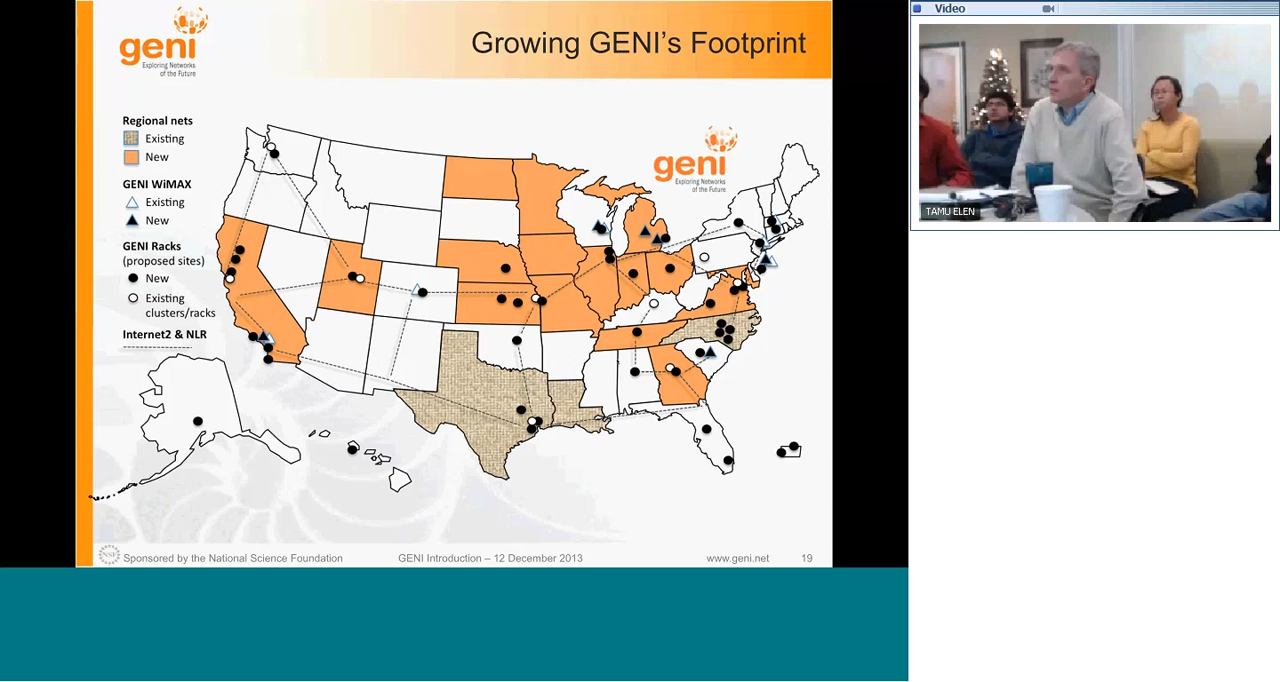 geni
Exploring Networks
of the Future
Growing GENI's Footprint
Regional nets
Existing
New
GENI WiMAX
Existing
New
GENI Racks
(proposed sites)
New
Existing
clusters/racks
Internet2 & NLR
geni
Exploring Networks
of the Future
NSF
Sponsored by the National Science Foundation
GENI Introduction – 12 December 2013
www.geni.net
19
Video
TAMU ELEN